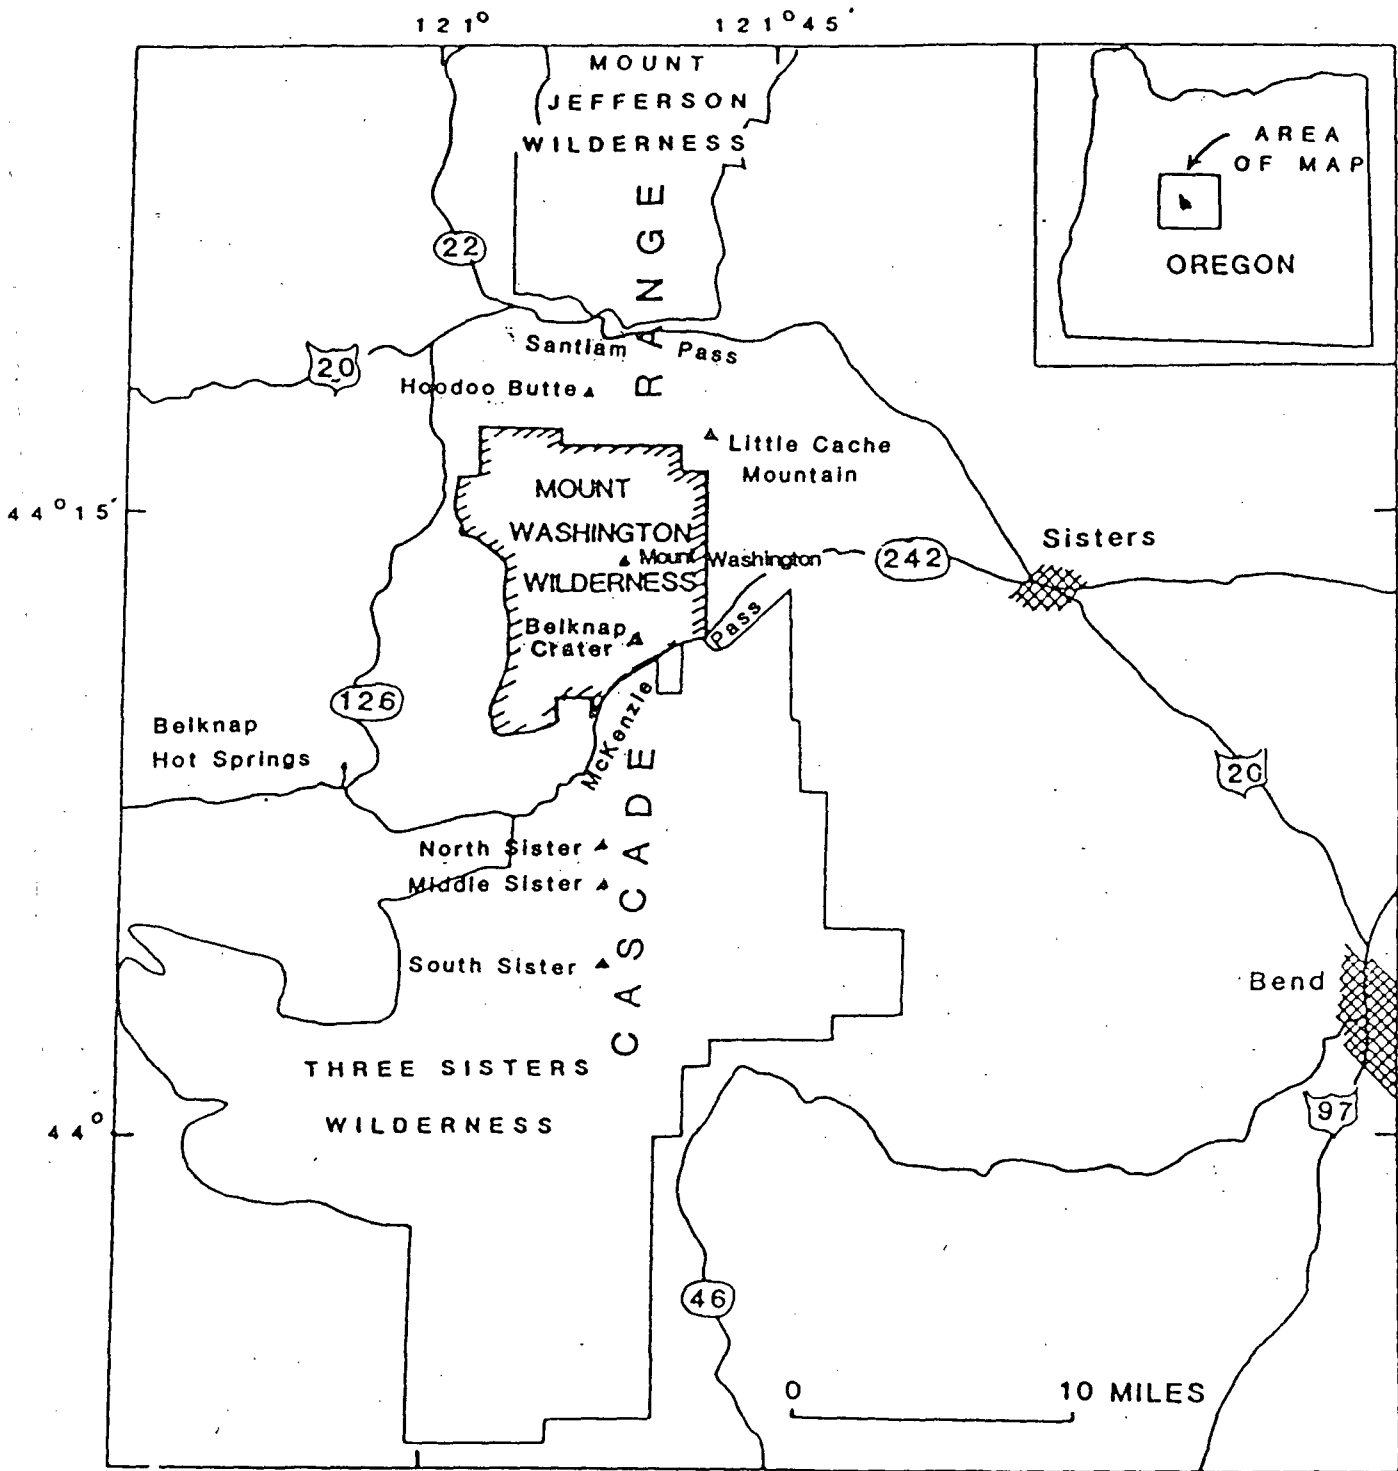 121°
121°45'
MOUNT
JEFFERSON
WILDERNESS
AREA
OF MAP
OREGON
22
CASCADE RANGE
Santiam Pass
20
Hoodoo Butte
Little Cache
Mountain
44°15'
MOUNT
WASHINGTON
WILDERNESS
Mount Washington
242
Sisters
Belknap
Crater
McKenzie Pass
126
Belknap
Hot Springs
20
North Sister
Middle Sister
South Sister
Bend
THREE SISTERS
WILDERNESS
44°
97
46
0 10 MILES